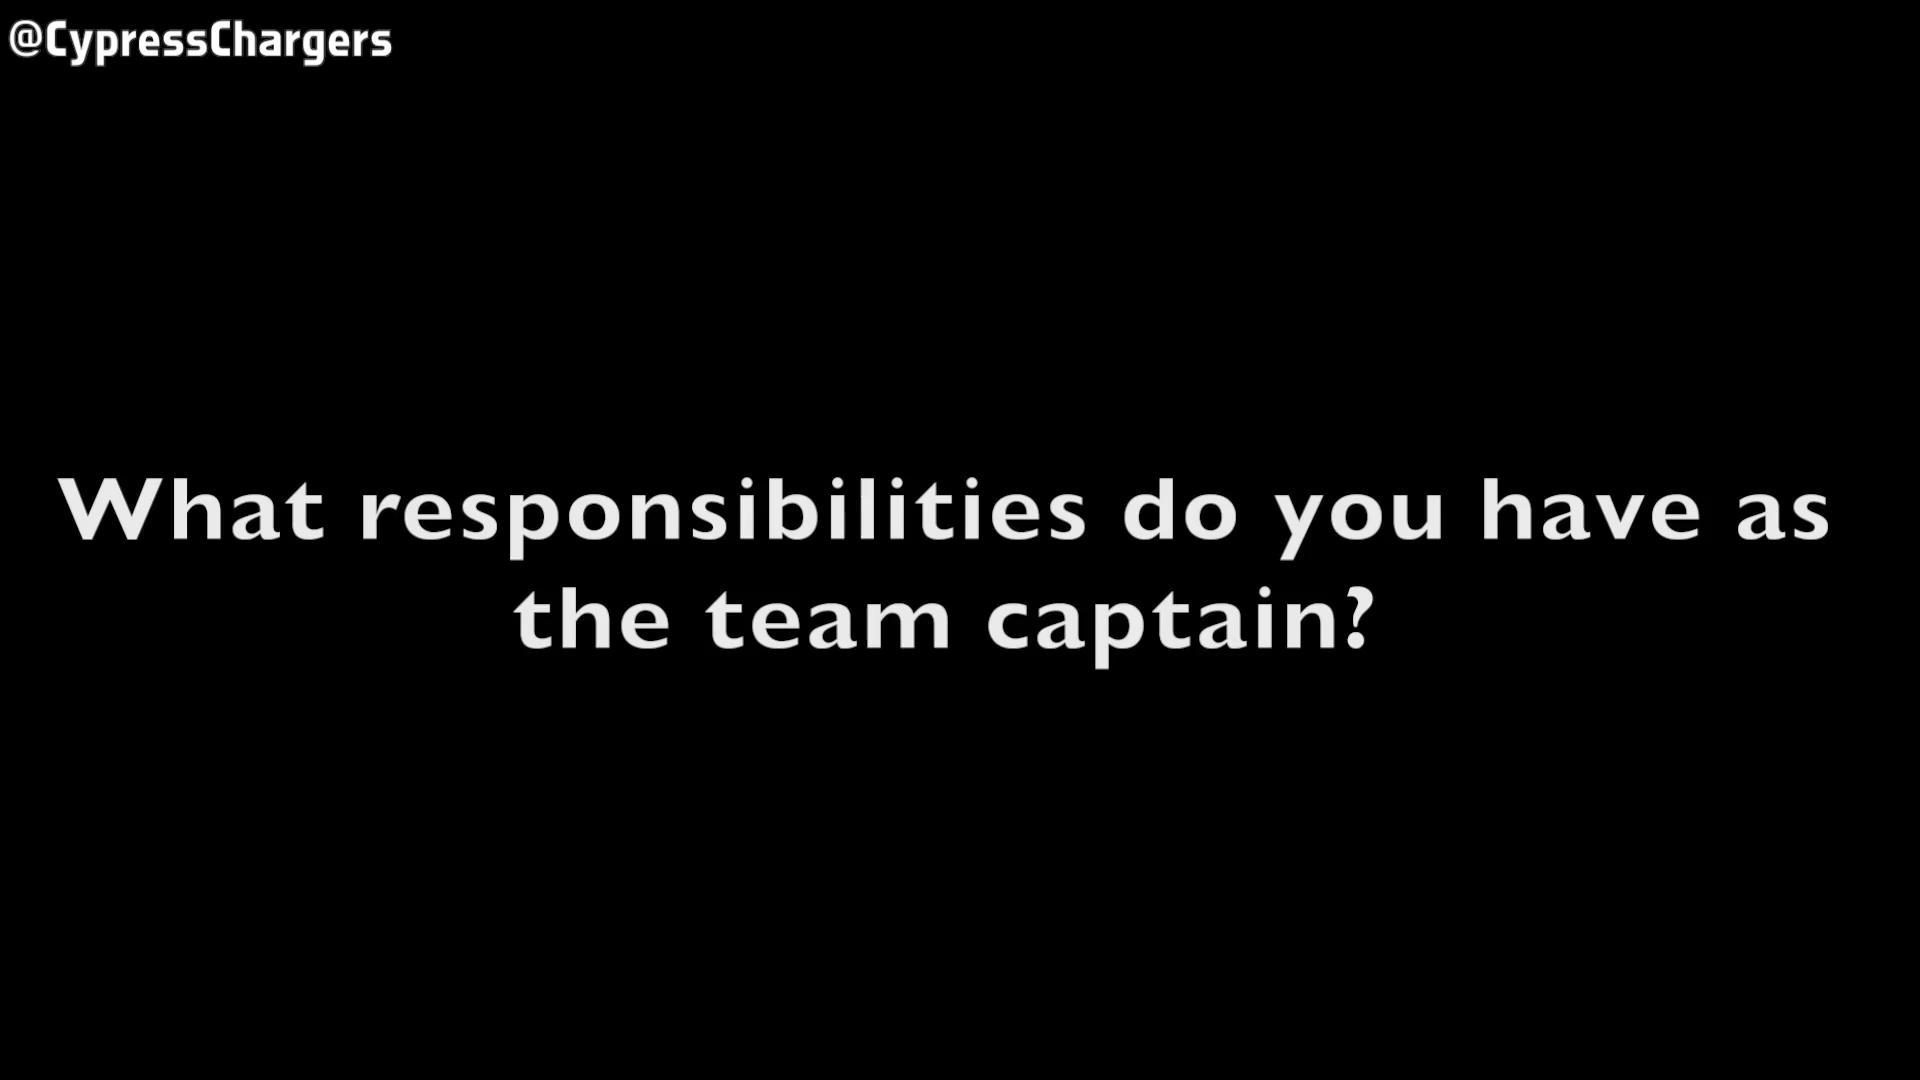 @CypressChargers
What responsibilities do you have as
the team captain?